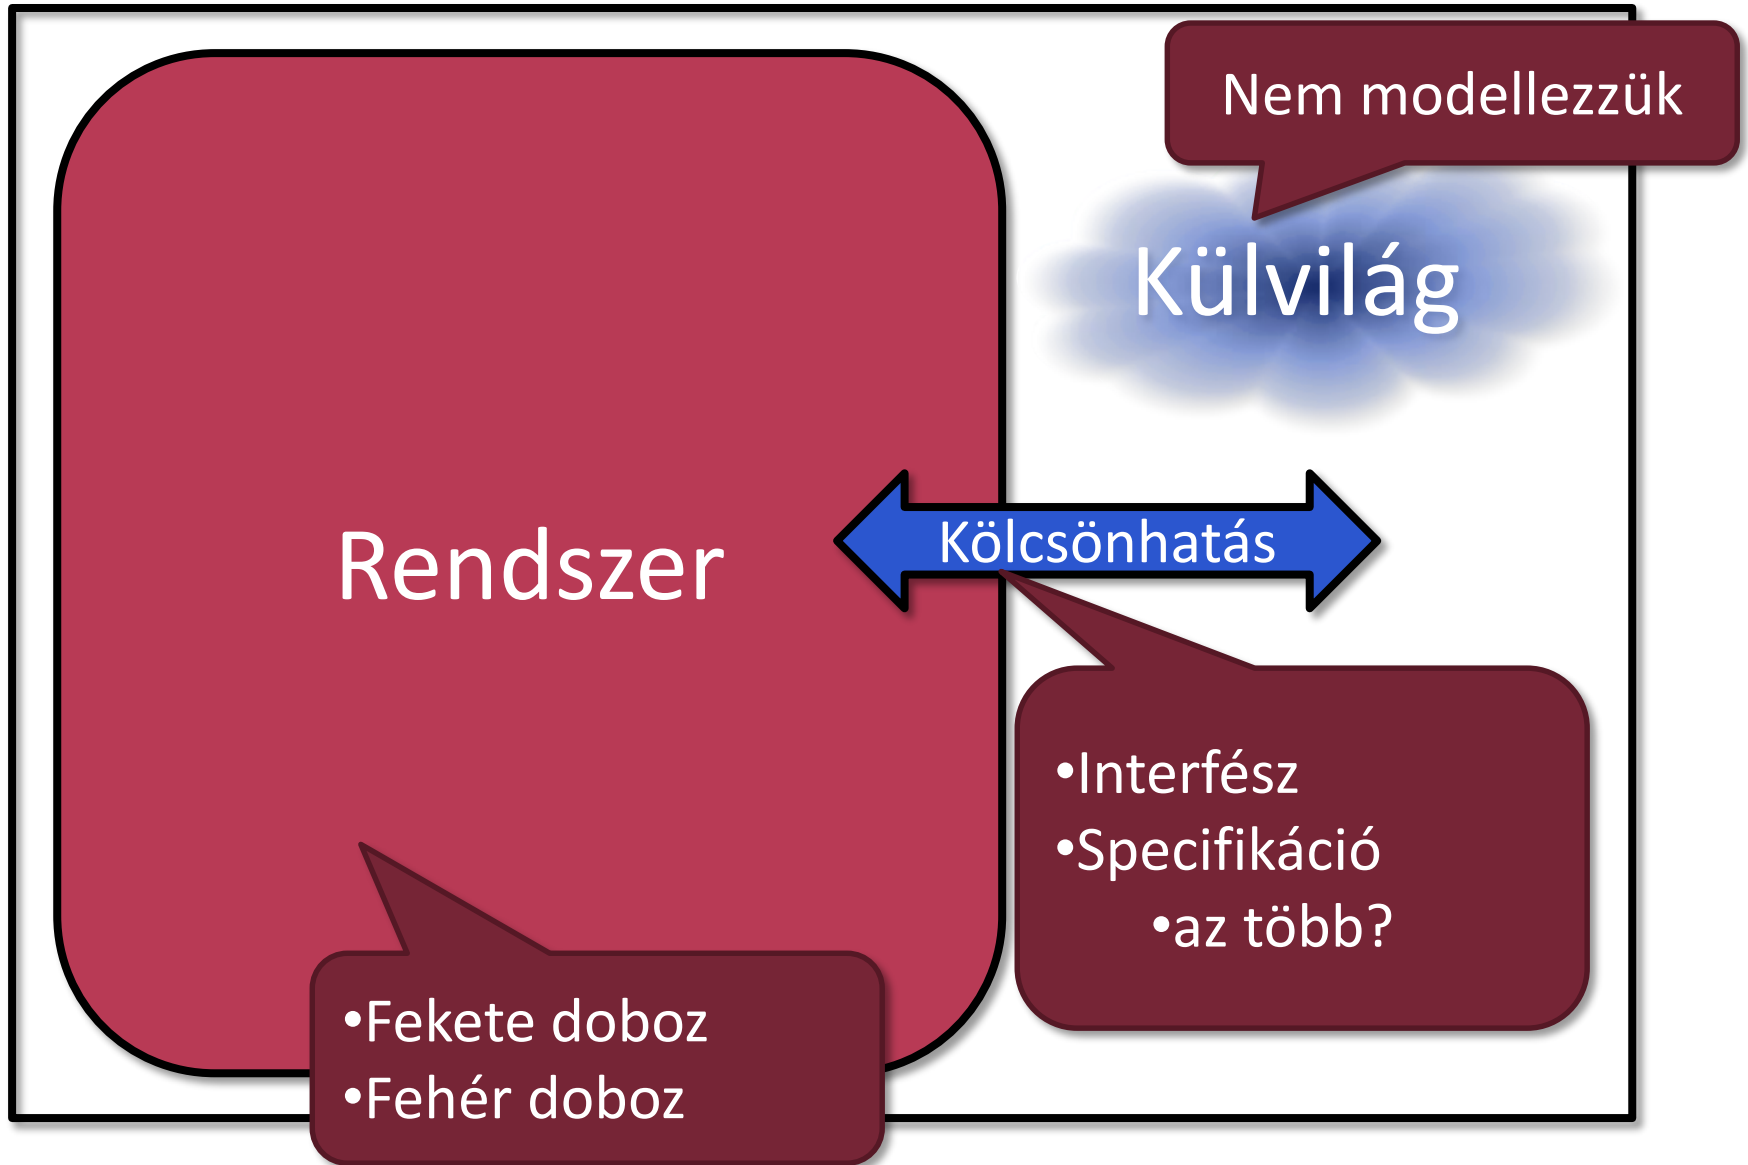 Nem modellezzük
Külvilág
Rendszer
Kölcsönhatás
•Interfész
•Specifikáció
•az több?
•Fekete doboz
•Fehér doboz